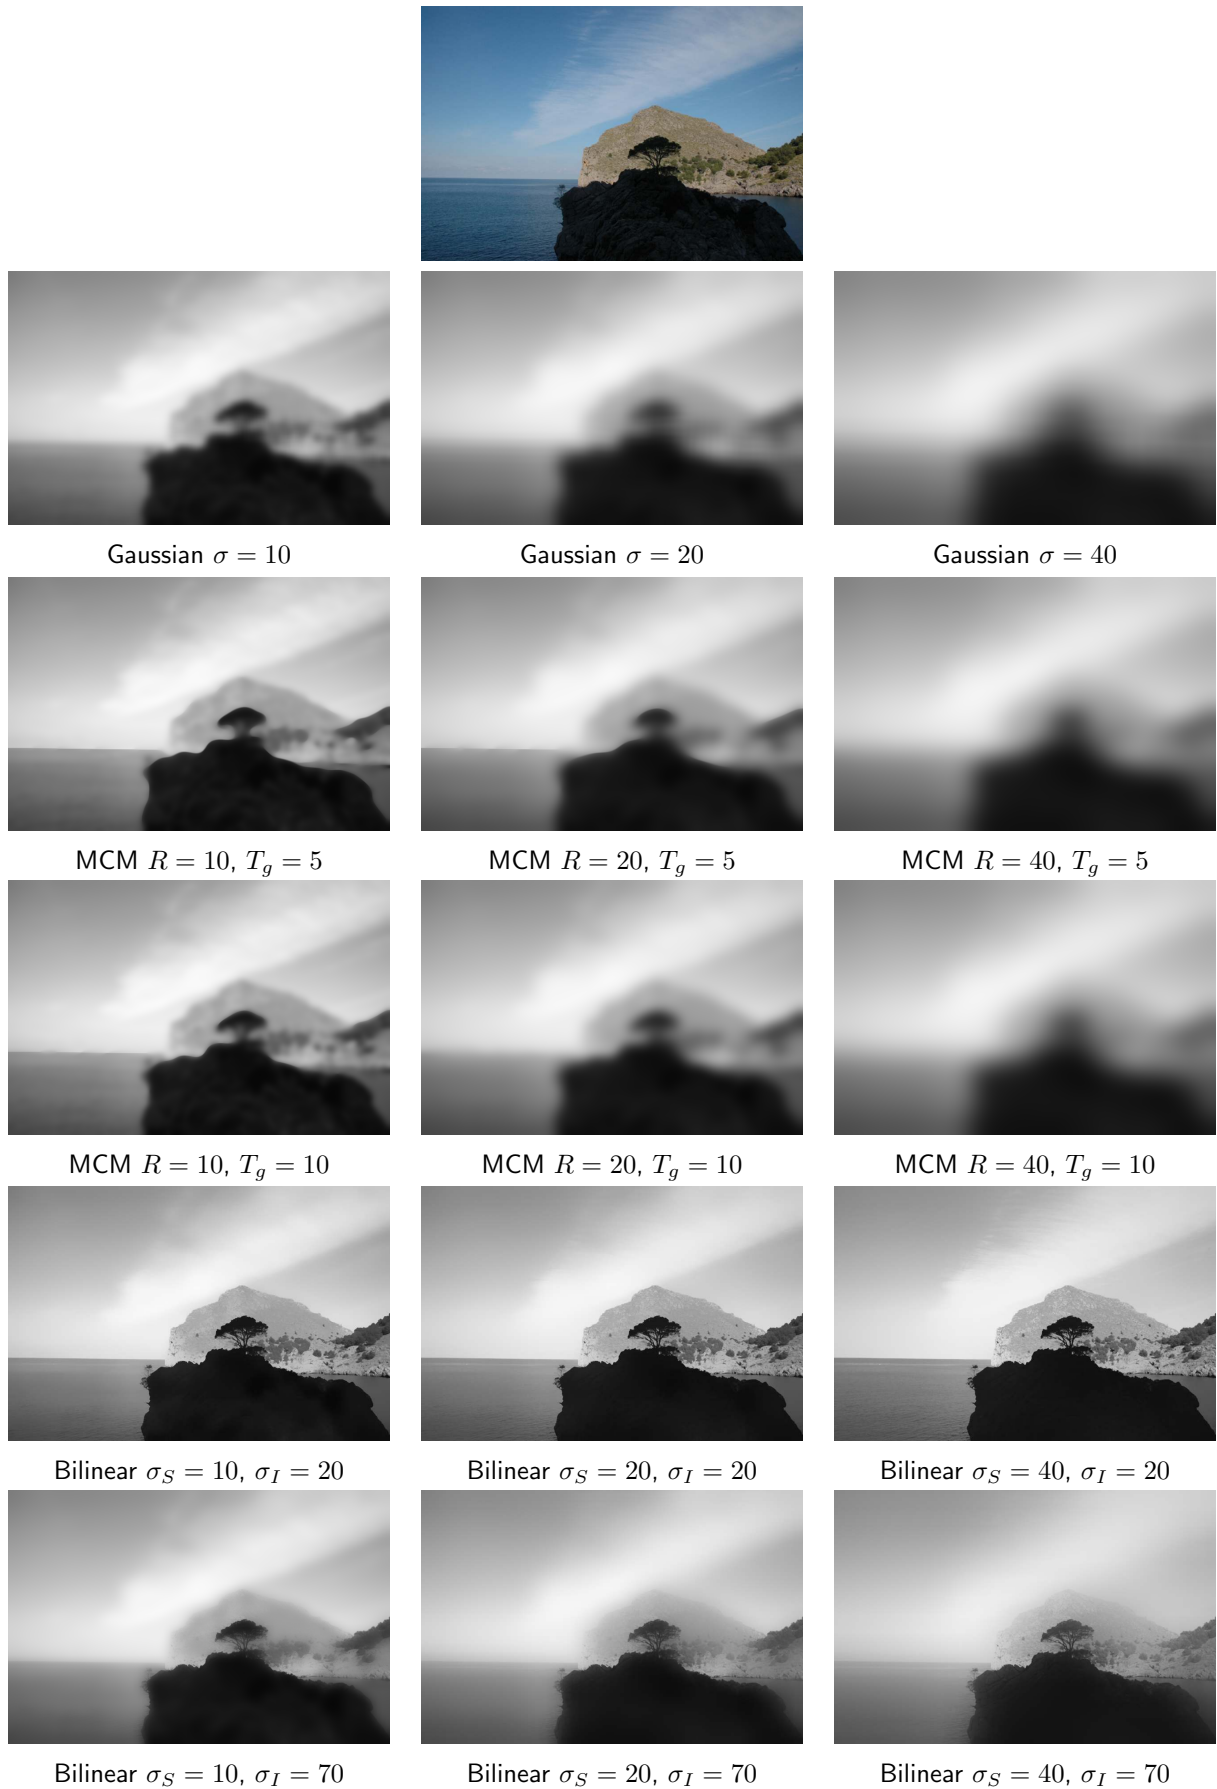 Gaussian σ = 10
Gaussian σ = 20
Gaussian σ = 40
MCM R = 10, T_g = 5
MCM R = 20, T_g = 5
MCM R = 40, T_g = 5
MCM R = 10, T_g = 10
MCM R = 20, T_g = 10
MCM R = 40, T_g = 10
Bilinear σ_S = 10, σ_I = 20
Bilinear σ_S = 20, σ_I = 20
Bilinear σ_S = 40, σ_I = 20
Bilinear σ_S = 10, σ_I = 70
Bilinear σ_S = 20, σ_I = 70
Bilinear σ_S = 40, σ_I = 70